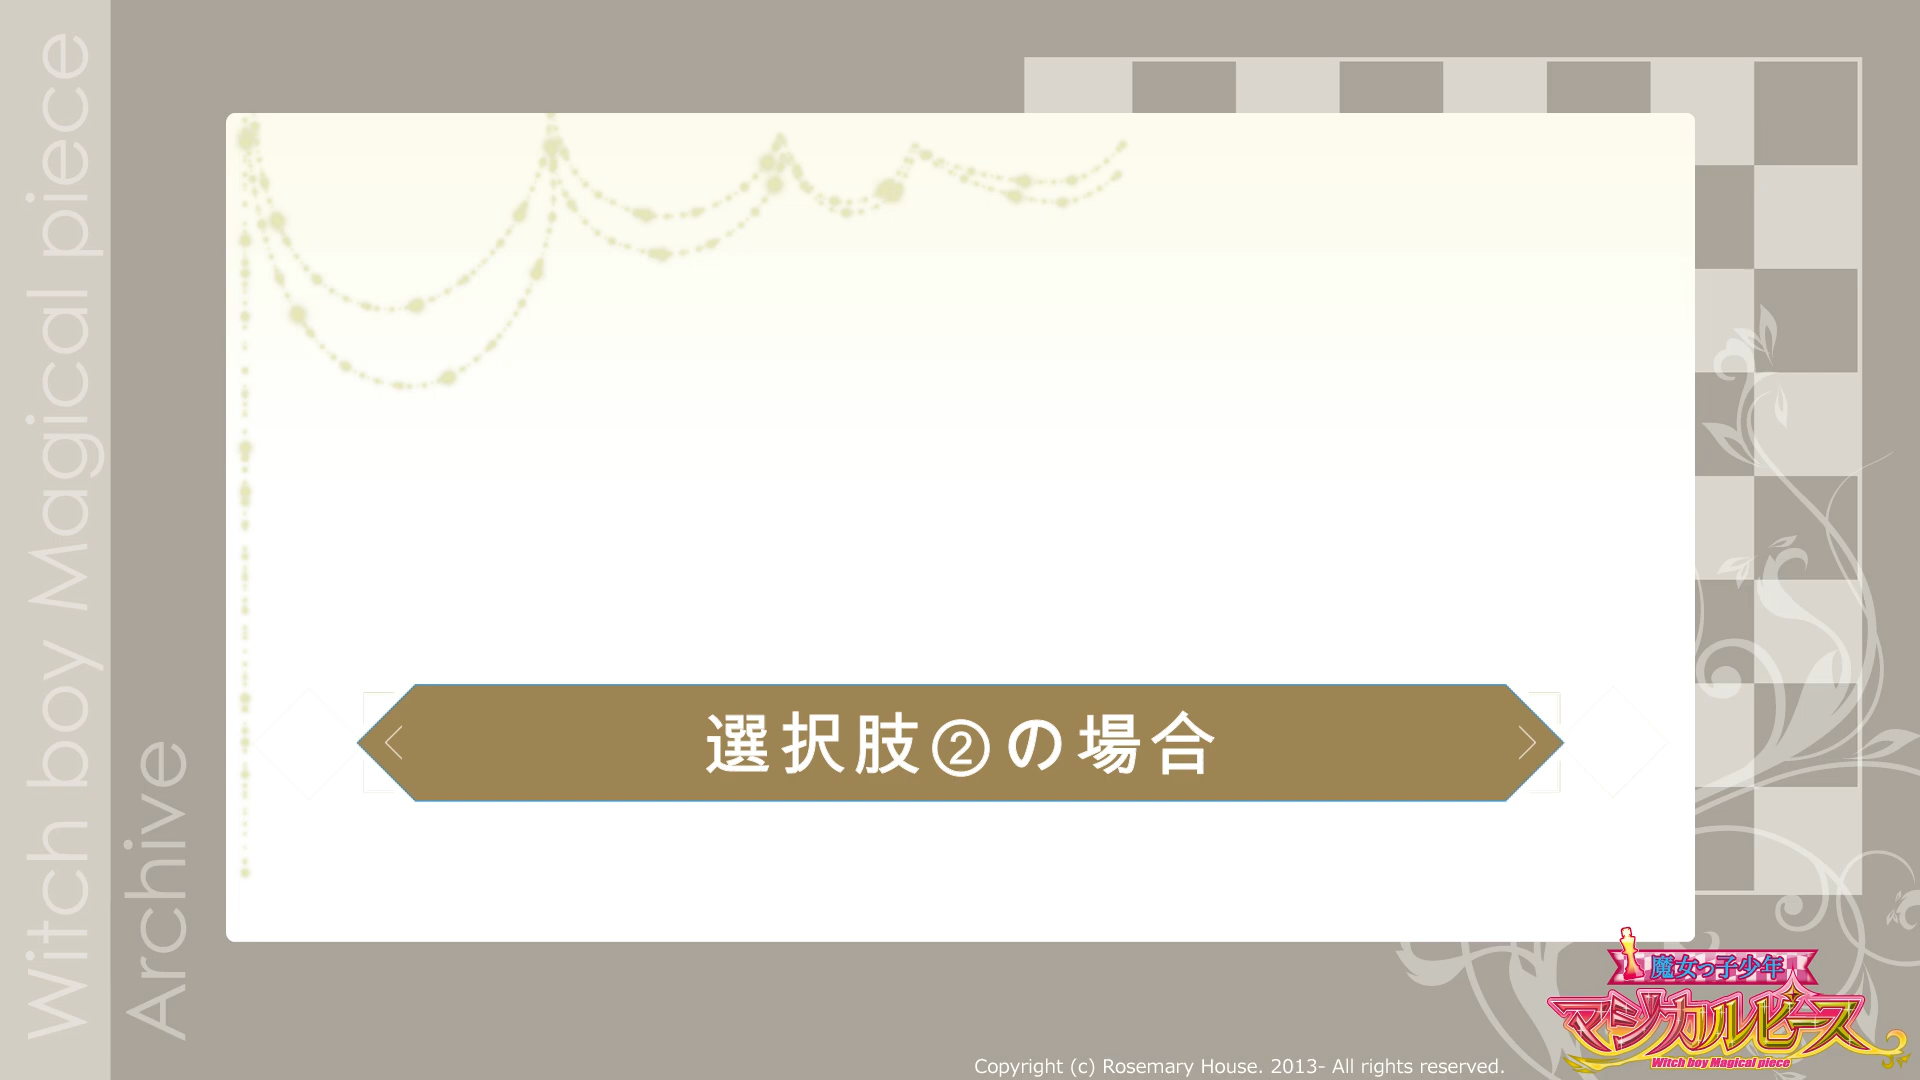 Witch boy Magical piece
Archive
選択肢②の場合
魔女っ子少年
マジカルピース
Witch boy Magical piece
Copyright (c) Rosemary House. 2013- All rights reserved.